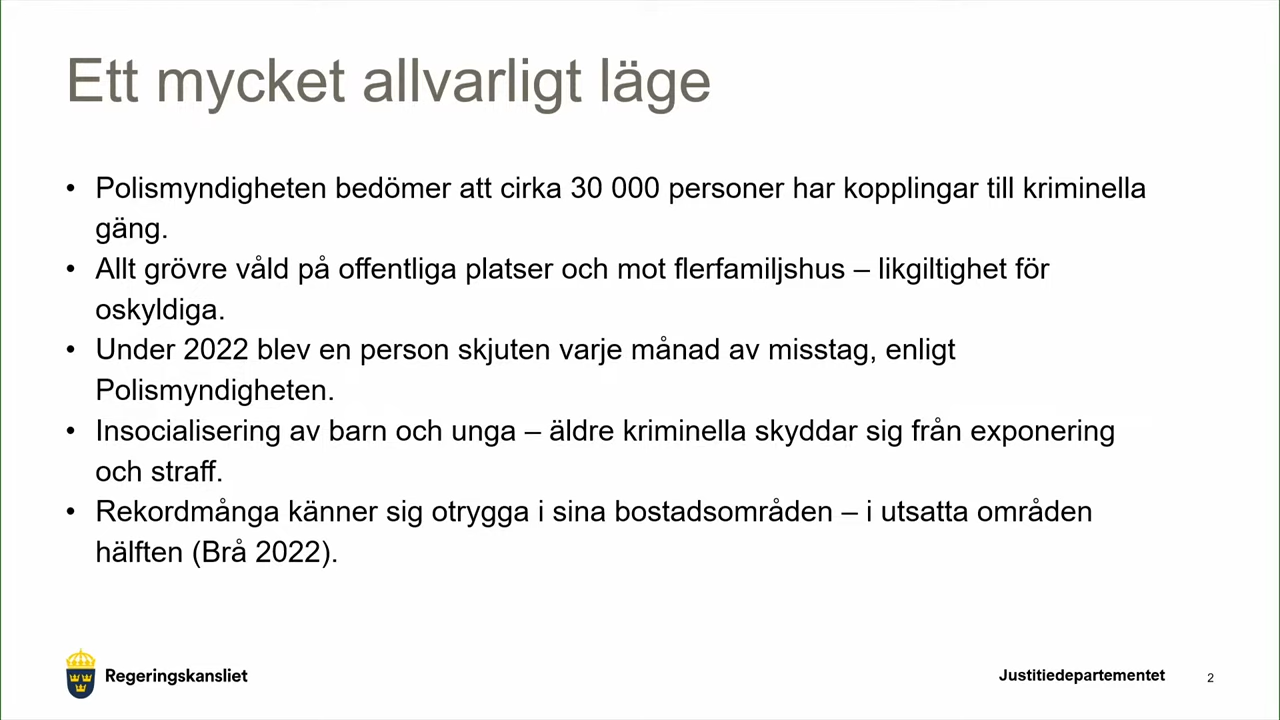 Ett mycket allvarligt läge
• Polismyndigheten bedömer att cirka 30 000 personer har kopplingar till kriminella
gäng.
• Allt grövre våld på offentliga platser och mot flerfamiljshus – likgiltighet för
oskyldiga.
• Under 2022 blev en person skjuten varje månad av misstag, enligt
Polismyndigheten.
• Insocialisering av barn och unga – äldre kriminella skyddar sig från exponering
och straff.
• Rekordmånga känner sig otrygga i sina bostadsområden – i utsatta områden
hälften (Brå 2022).
Regeringskansliet
Justitiedepartementet
2